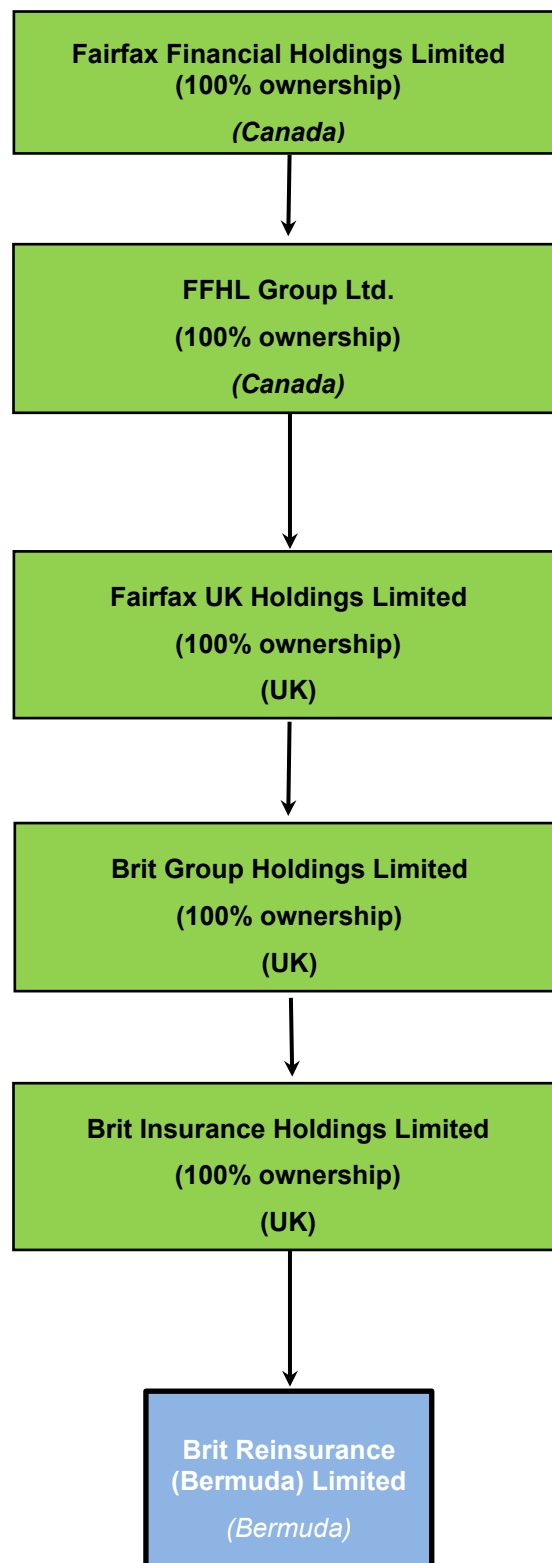 Fairfax Financial Holdings Limited
(100% ownership)
(Canada)
FFHL Group Ltd.
(100% ownership)
(Canada)
Fairfax UK Holdings Limited
(100% ownership)
(UK)
Brit Group Holdings Limited
(100% ownership)
(UK)
Brit Insurance Holdings Limited
(100% ownership)
(UK)
Brit Reinsurance
(Bermuda) Limited
(Bermuda)